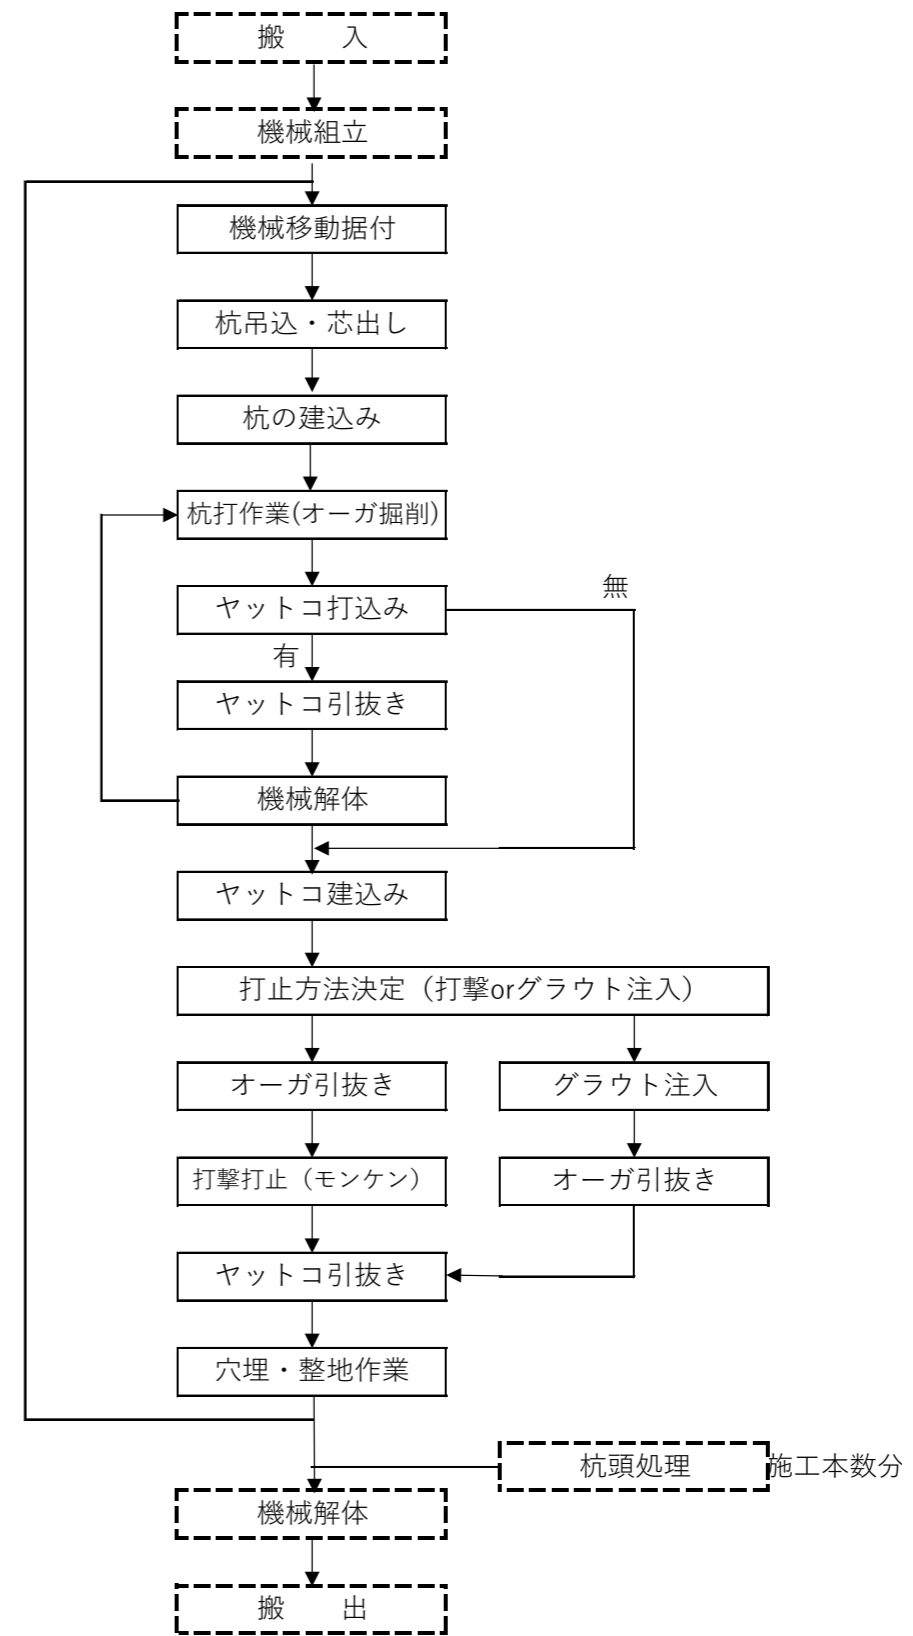 搬　　入
機械組立
機械移動据付
杭吊込・芯出し
杭の建込み
杭打作業(オーガ掘削)
ヤットコ打込み
無
有
ヤットコ引抜き
機械解体
ヤットコ建込み
打止方法決定（打撃orグラウト注入）
オーガ引抜き
グラウト注入
打撃打止（モンケン）
オーガ引抜き
ヤットコ引抜き
穴埋・整地作業
杭頭処理
施工本数分
機械解体
搬　　出